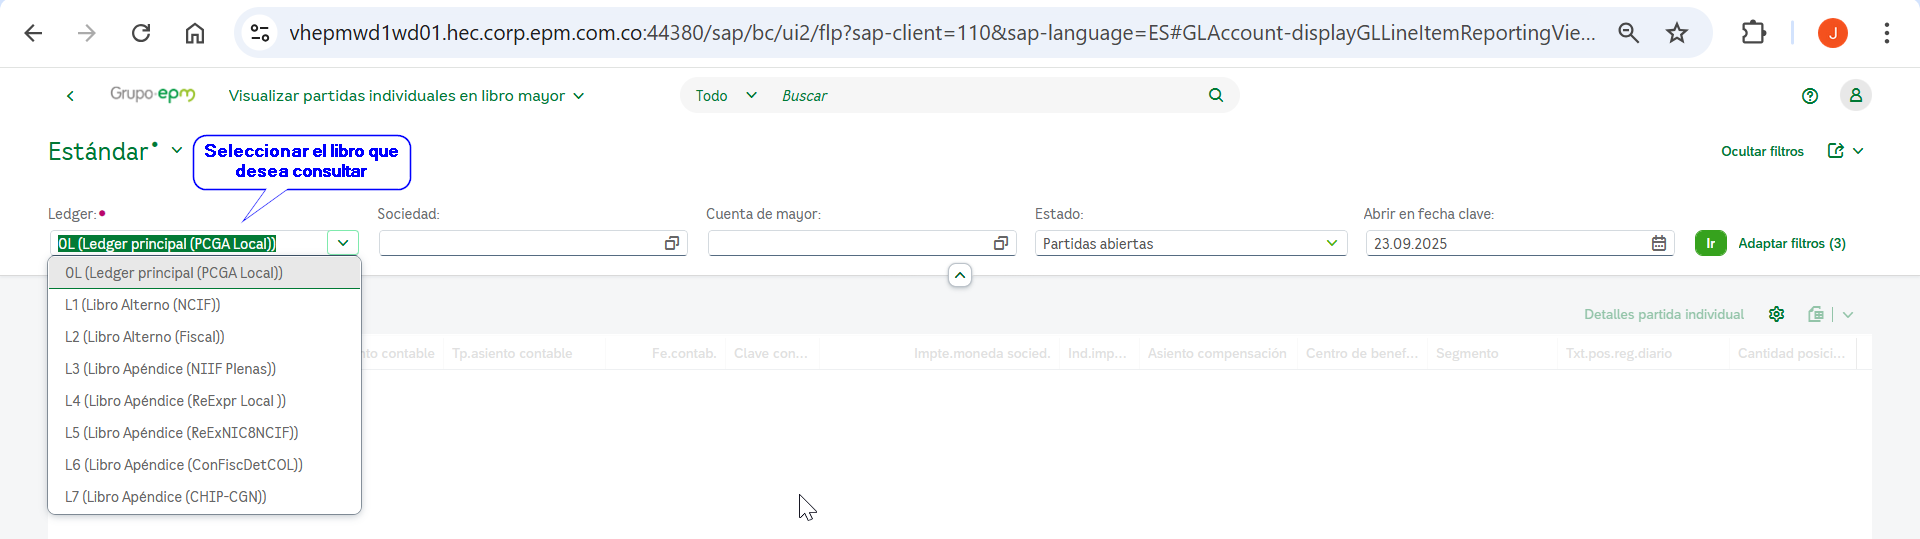 vhepmwd1wd01.hec.corp.epm.com.co:44380/sap/bc/ui2/flp?sap-client=110&sap-language=ES#GLAccount-displayGLLineItemReportingVie...
J
Grupo·epm
Visualizar partidas individuales en libro mayor
Todo
Buscar
Estándar*
Seleccionar el libro que
desea consultar
Ocultar filtros
Ledger:
Sociedad:
Cuenta de mayor:
Estado:
Abrir en fecha clave:
0L (Ledger principal (PCGA Local))
Partidas abiertas
23.09.2025
Ir
Adaptar filtros (3)
0L (Ledger principal (PCGA Local))
L1 (Libro Alterno (NCIF))
L2 (Libro Alterno (Fiscal))
L3 (Libro Apéndice (NIIF Plenas))
L4 (Libro Apéndice (ReExpr Local ))
L5 (Libro Apéndice (ReExNIC8NCIF))
L6 (Libro Apéndice (ConFiscDetCOL))
L7 (Libro Apéndice (CHIP-CGN))
Detalles partida individual
nto contable
Tp.asiento contable
Fe.contab.
Clave con...
Impte.moneda socied.
Ind.imp...
Asiento compensación
Centro de benef...
Segmento
Txt.pos.reg.diario
Cantidad posici...